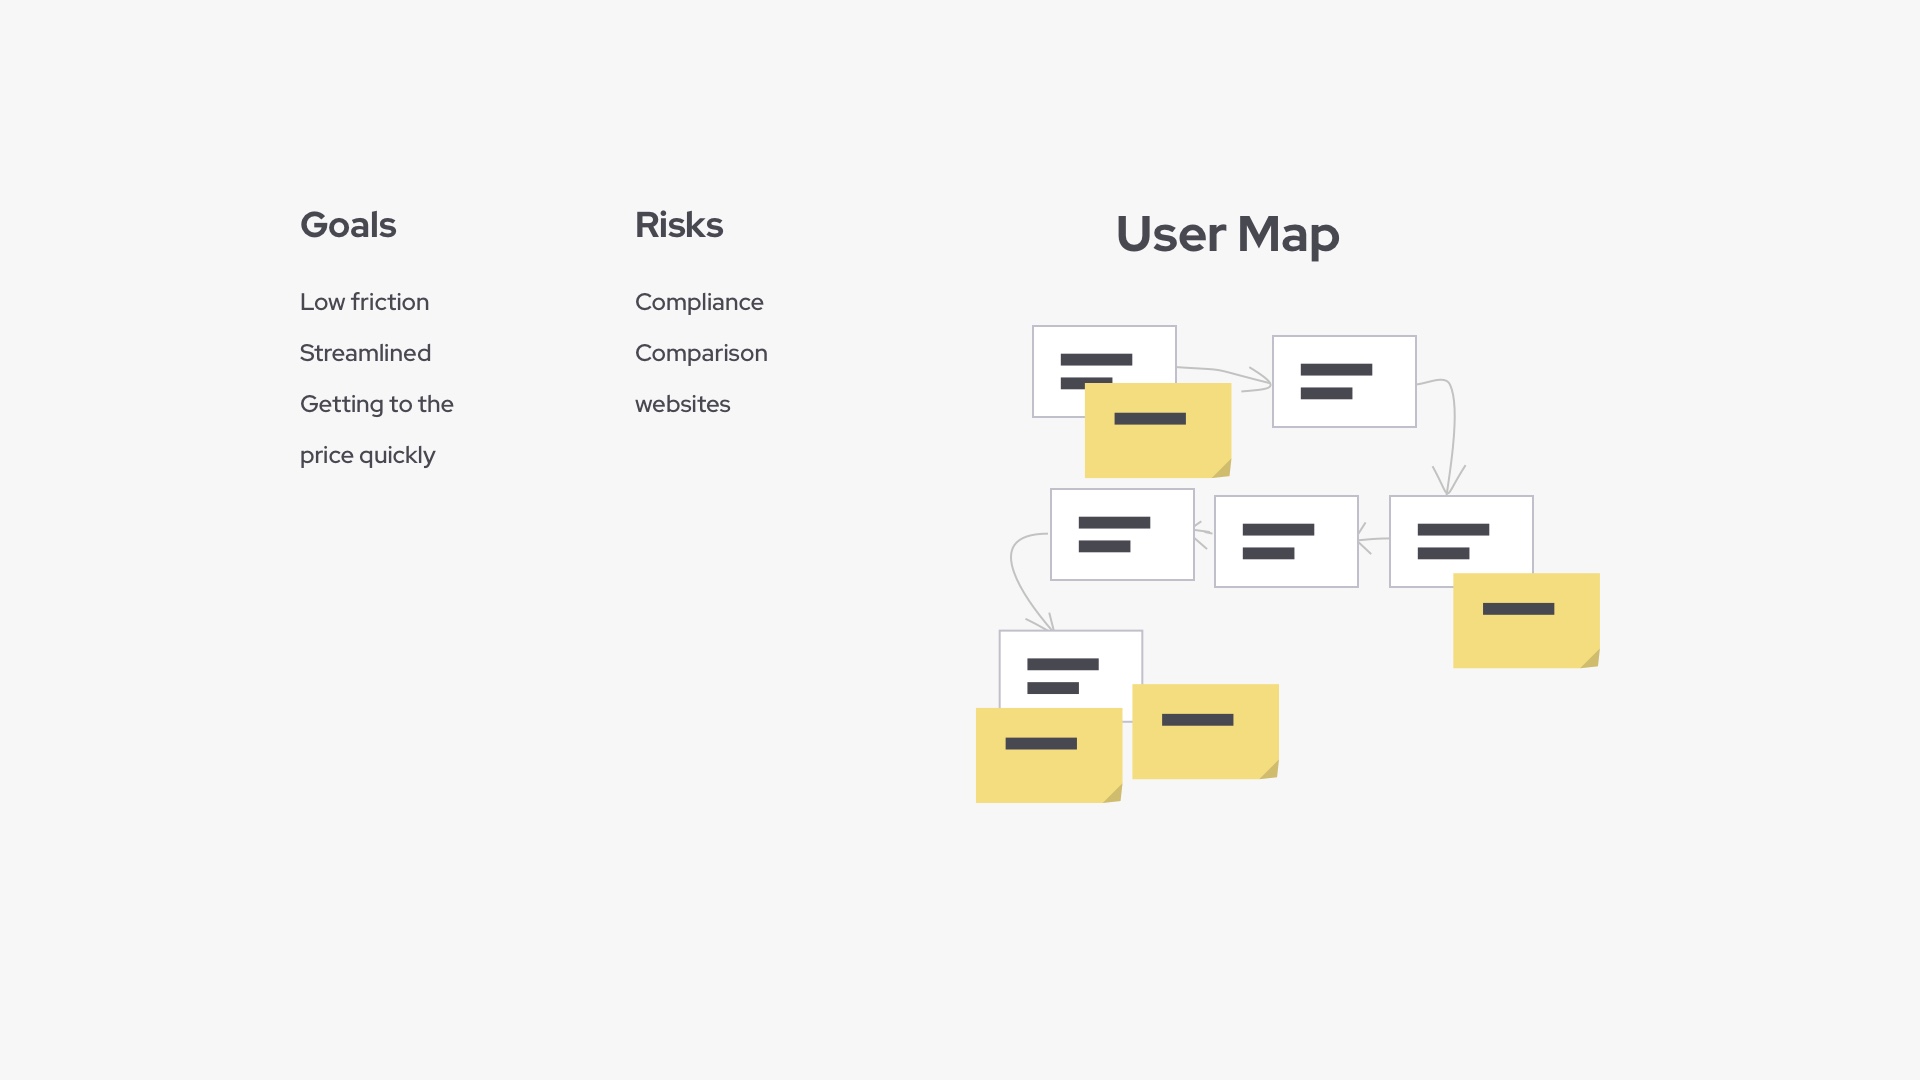 Goals
Low friction
Streamlined
Getting to the
price quickly
Risks
Compliance
Comparison
websites
User Map